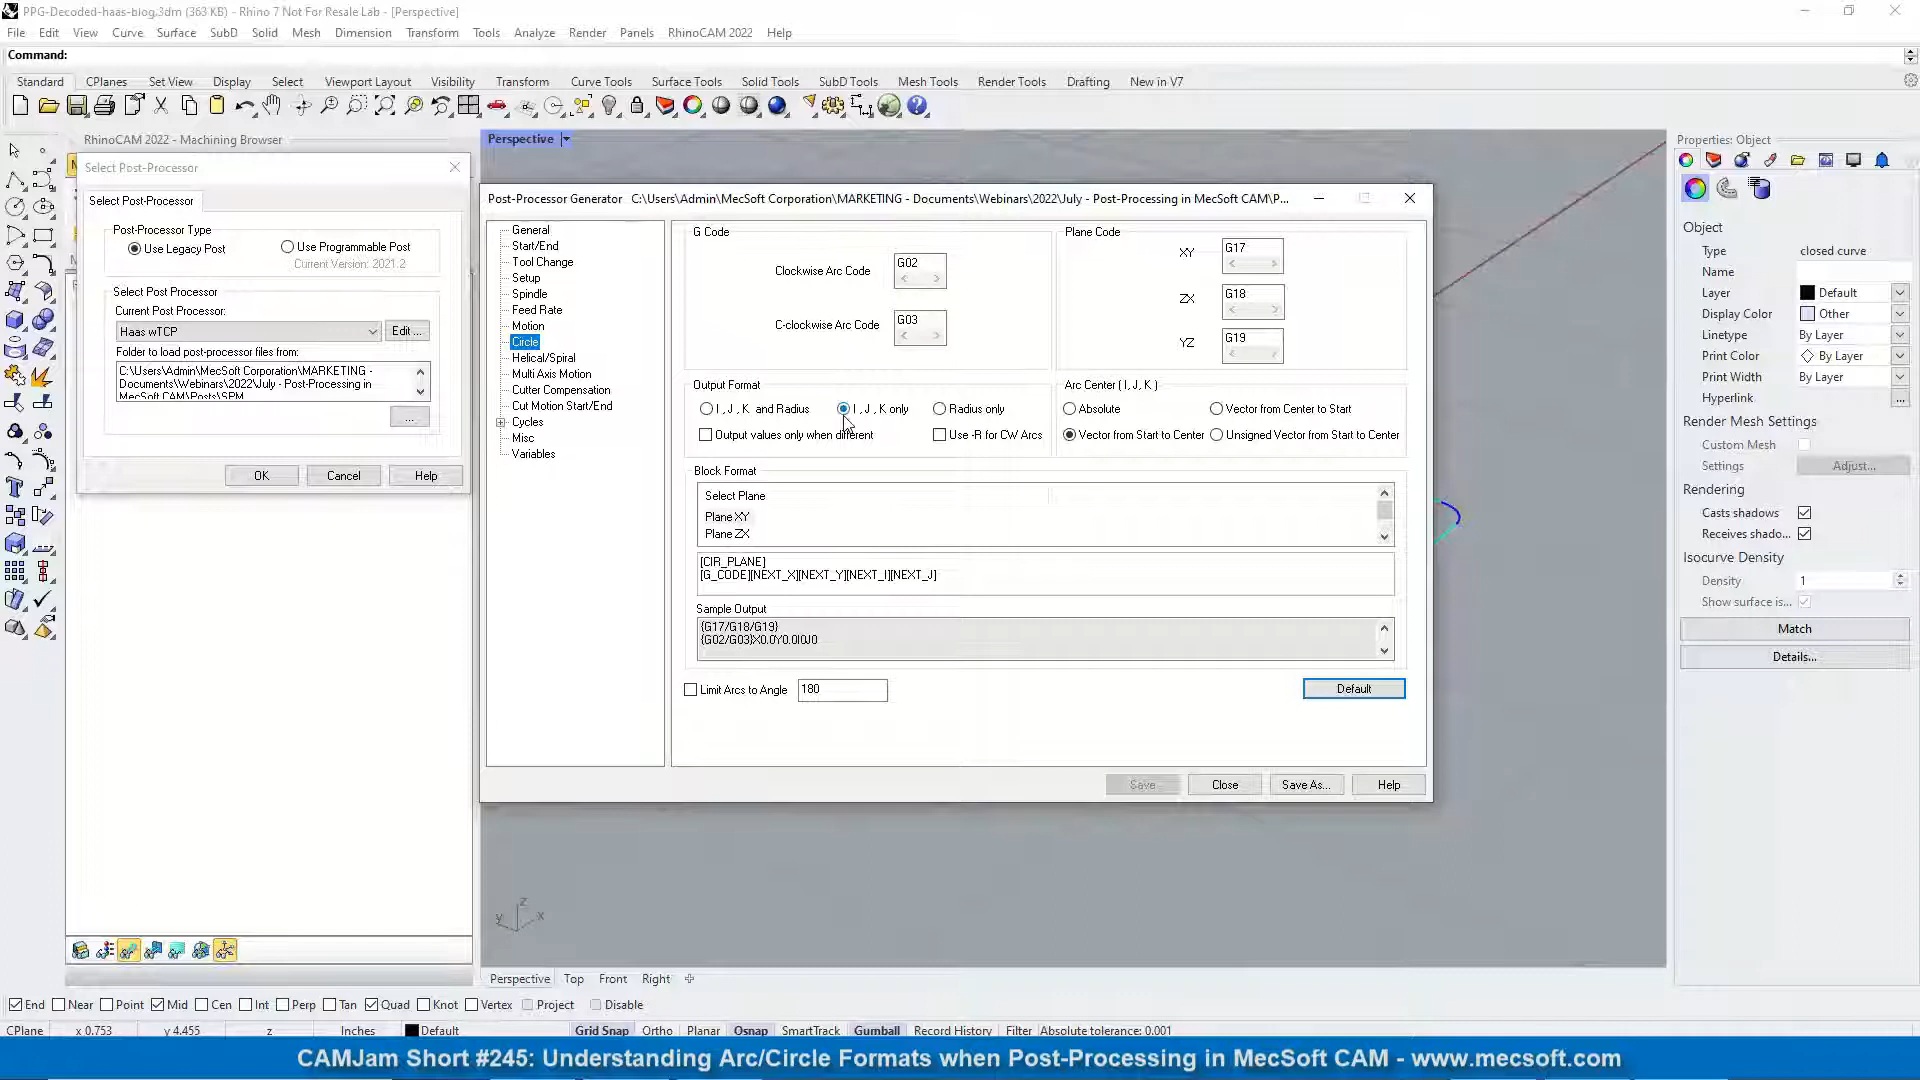 PPG-Decoded-haas-blog.3dm (363 KB) - Rhino 7 Not For Resale Lab - [Perspective]
File Edit View Curve Surface SubD Solid Mesh Dimension Transform Tools Analyze Render Panels RhinoCAM 2022 Help
Command:
Standard CPlanes Set View Display Select Viewport Layout Visibility Transform Curve Tools Surface Tools Solid Tools SubD Tools Mesh Tools Render Tools Drafting New in V7
RhinoCAM 2022 - Machining Browser
Select Post-Processor
Select Post-Processor
Post-Processor Type
Use Legacy Post
Use Programmable Post
Current Version: 2021.2
Select Post Processor
Current Post Processor:
Haas wTCP
Edit ...
Folder to load post-processor files from:
C:\Users\Admin\MecSoft Corporation\MARKETING -
Documents\Webinars\2022\July - Post-Processing in
MecSoft CAM\Posts\SPM
...
OK Cancel Help
Perspective
Post-Processor Generator C:\Users\Admin\MecSoft Corporation\MARKETING - Documents\Webinars\2022\July - Post-Processing in MecSoft CAM\P...
General
Start/End
Tool Change
Setup
Spindle
Feed Rate
Motion
Circle
Helical/Spiral
Multi Axis Motion
Cutter Compensation
Cut Motion Start/End
Cycles
Misc
Variables
G Code
Clockwise Arc Code G02
C-clockwise Arc Code G03
Plane Code
XY G17
ZX G18
YZ G19
Output Format
I , J , K and Radius I , J , K only Radius only
Output values only when different Use -R for CW Arcs
Arc Center ( I, J, K )
Absolute Vector from Center to Start
Vector from Start to Center Unsigned Vector from Start to Center
Block Format
Select Plane
Plane XY
Plane ZX
[CIR_PLANE]
[G_CODE][NEXT_X][NEXT_Y][NEXT_I][NEXT_J]
Sample Output
{G17/G18/G19}
{G02/G03}X0.0Y0.0I0J0
Limit Arcs to Angle 180
Default
Save Close Save As... Help
z
y x
Properties: Object
Object
Type closed curve
Name
Layer Default
Display Color Other
Linetype By Layer
Print Color By Layer
Print Width By Layer
Hyperlink ...
Render Mesh Settings
Custom Mesh
Settings Adjust...
Rendering
Casts shadows
Receives shado...
Isocurve Density
Density 1
Show surface is...
Match
Details...
Perspective Top Front Right
End Near Point Mid Cen Int Perp Tan Quad Knot Vertex Project Disable
CPlane x 0.753 y 4.455 z Inches Default Grid Snap Ortho Planar Osnap SmartTrack Gumball Record History Filter Absolute tolerance: 0.001
CAMJam Short #245: Understanding Arc/Circle Formats when Post-Processing in MecSoft CAM - www.mecsoft.com